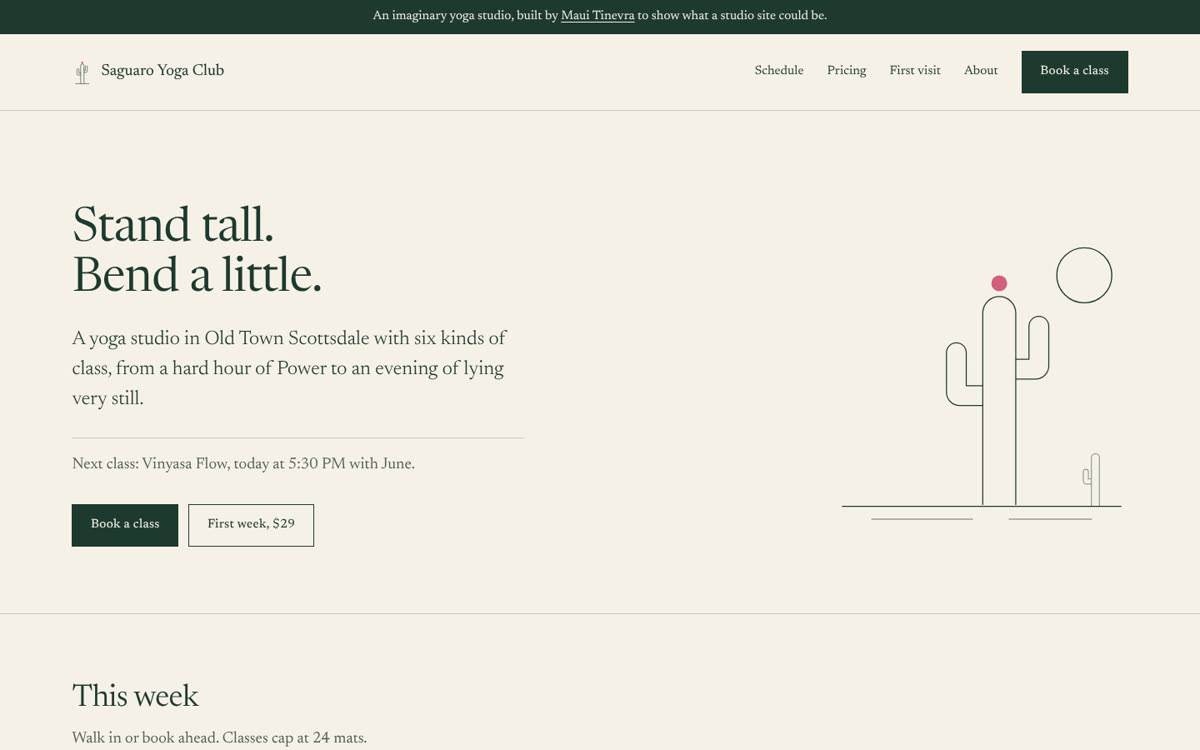 An imaginary yoga studio, built by Maui Tinevra to show what a studio site could be.
Saguaro Yoga Club
Schedule
Pricing
First visit
About
Book a class
Stand tall.
Bend a little.
A yoga studio in Old Town Scottsdale with six kinds of
class, from a hard hour of Power to an evening of lying
very still.
Next class: Vinyasa Flow, today at 5:30 PM with June.
Book a class
First week, $29
This week
Walk in or book ahead. Classes cap at 24 mats.